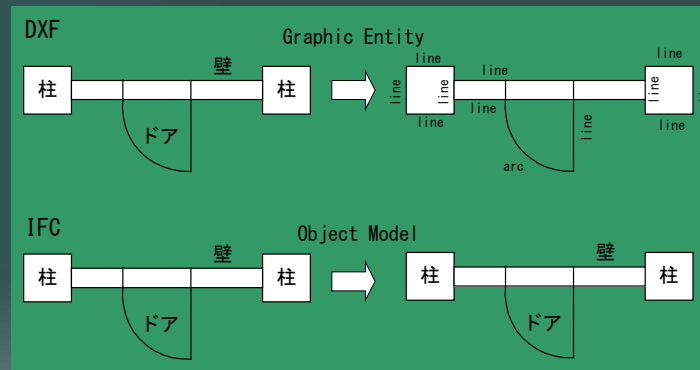 DXF
Graphic Entity
柱
壁
柱
ドア
line
line
line
line
line
line
line
arc
line
line
line
IFC
Object Model
柱
壁
柱
ドア
柱
壁
柱
ドア